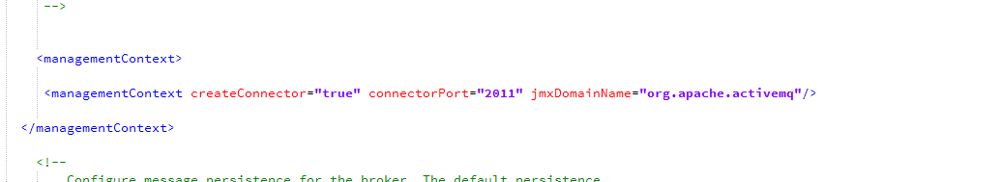 -->
<managementContext>
<managementContext createConnector="true" connectorPort="2011" jmxDomainName="org.apache.activemq"/>
</managementContext>
<!--
Configure message persistence for the broker. The default persistence